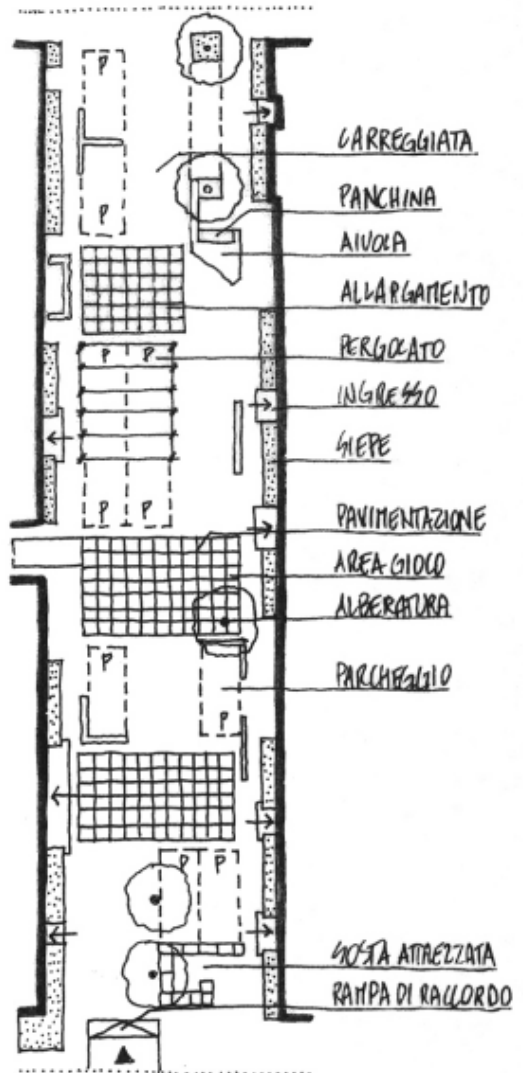 P
P
CARREGGIATA
PANCHINA
AIUOLA
ALLARGAMENTO
P P
PERGOLATO
INGRESSO
SIEPE
P P
PAVIMENTAZIONE
AREA GIOCO
ALBERATURA
P
PARCHEGGIO
P
P P
SOSTA ATTREZZATA
RAMPA DI RACCORDO